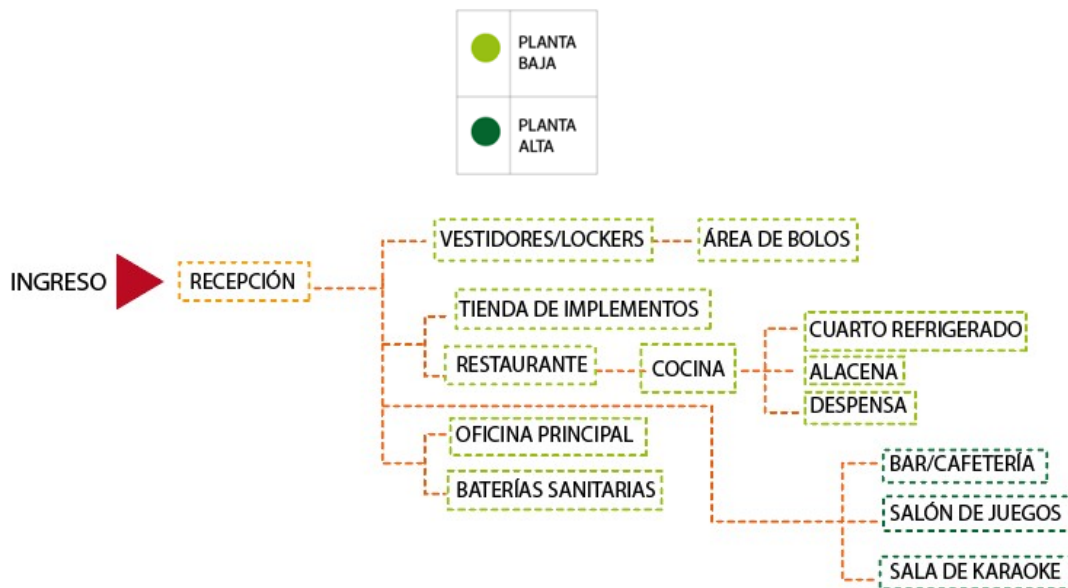 PLANTA
BAJA
PLANTA
ALTA
INGRESO
RECEPCIÓN
VESTIDORES/LOCKERS
ÁREA DE BOLOS
TIENDA DE IMPLEMENTOS
RESTAURANTE
COCINA
CUARTO REFRIGERADO
ALACENA
DESPENSA
OFICINA PRINCIPAL
BATERÍAS SANITARIAS
BAR/CAFETERÍA
SALÓN DE JUEGOS
SALA DE KARAOKE